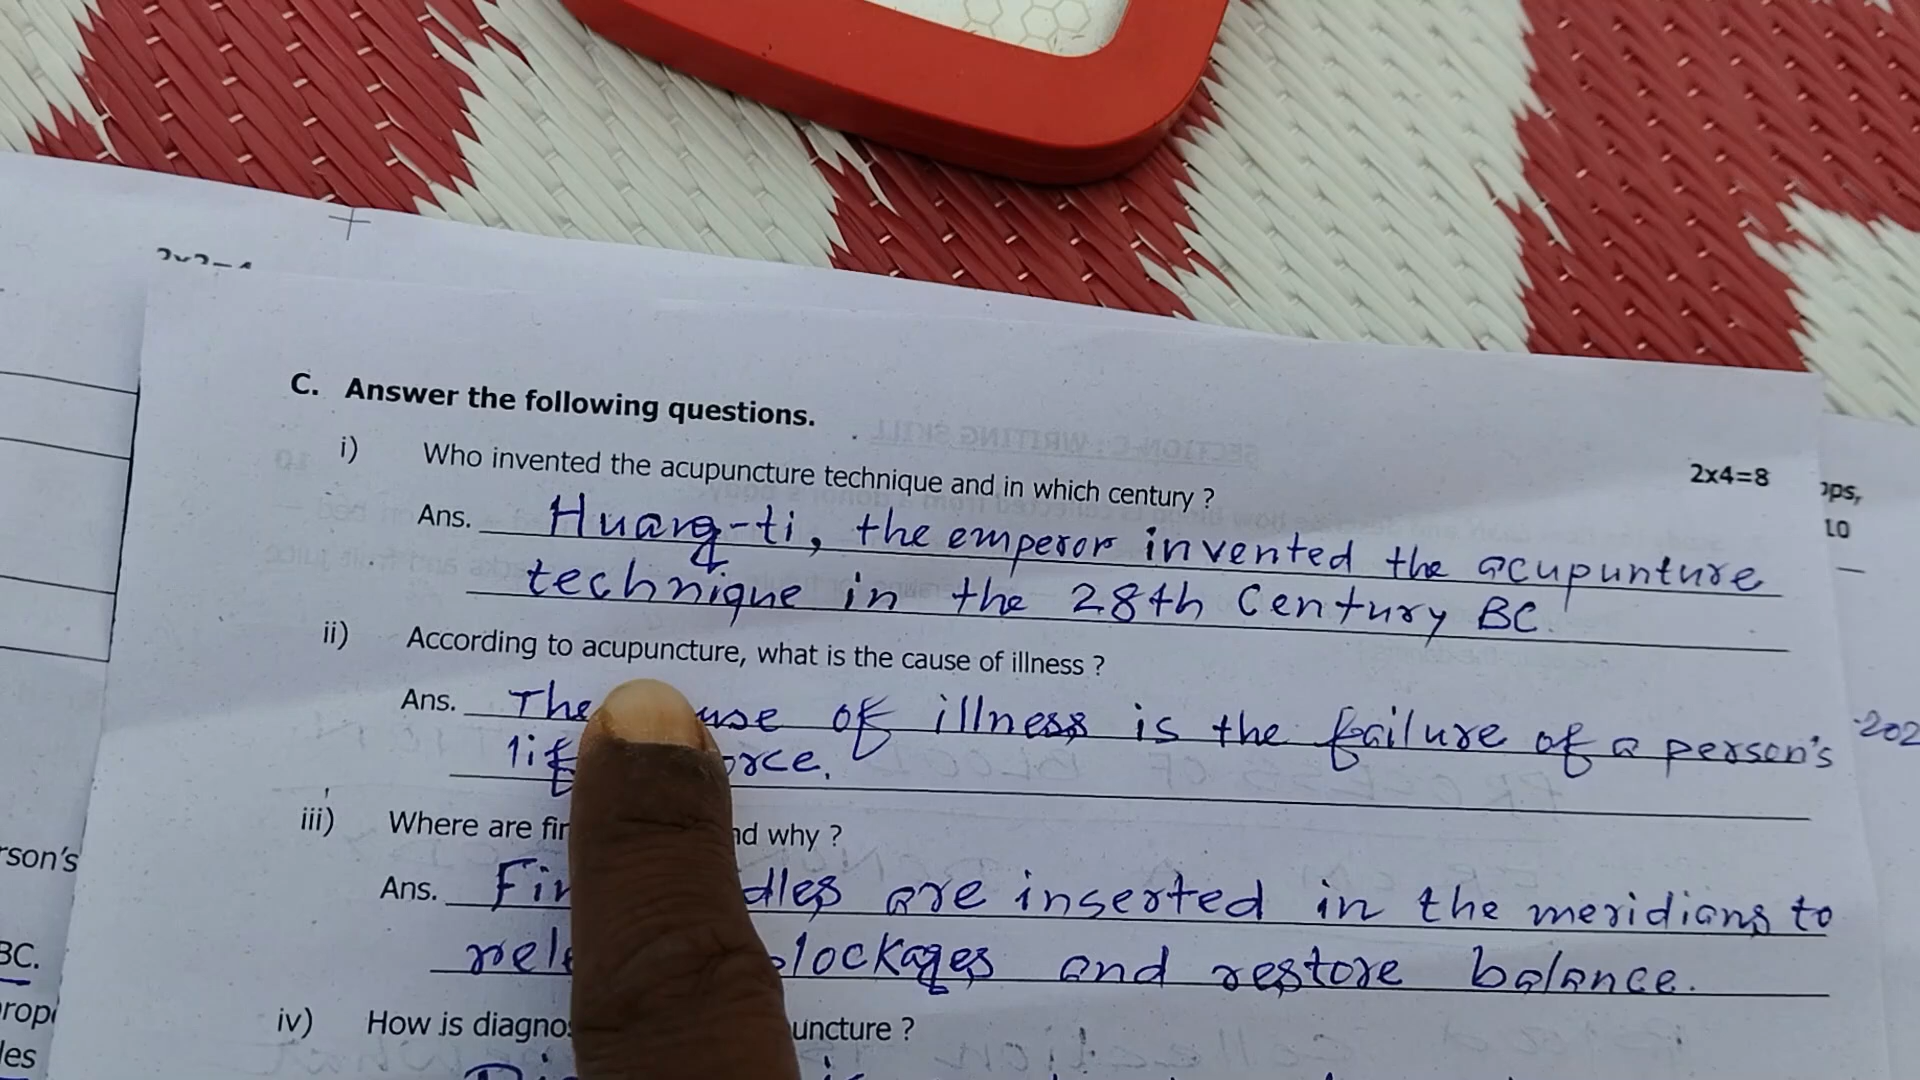 C. Answer the following questions.
2x4=8
i) Who invented the acupuncture technique and in which century ?
Ans. Huang-ti, the emperor invented the acupunture
technique in the 28th Century BC.
ii) According to acupuncture, what is the cause of illness ?
Ans. The use of illness is the failure of a person's
iii) Where are nd why ?
Ans. are inserted in the meridians to
and restore balance.
iv) How is ?
rson's
BC.
10